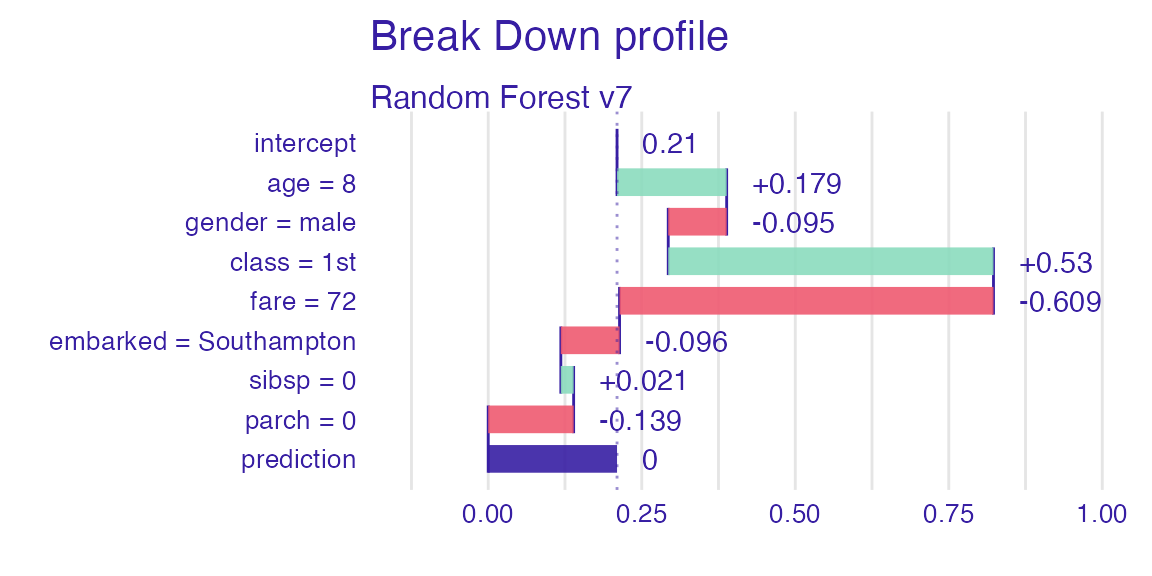 Break Down profile
Random Forest v7
intercept 0.21
age = 8 +0.179
gender = male -0.095
class = 1st +0.53
fare = 72 -0.609
embarked = Southampton -0.096
sibsp = 0 +0.021
parch = 0 -0.139
prediction 0
0.00 0.25 0.50 0.75 1.00